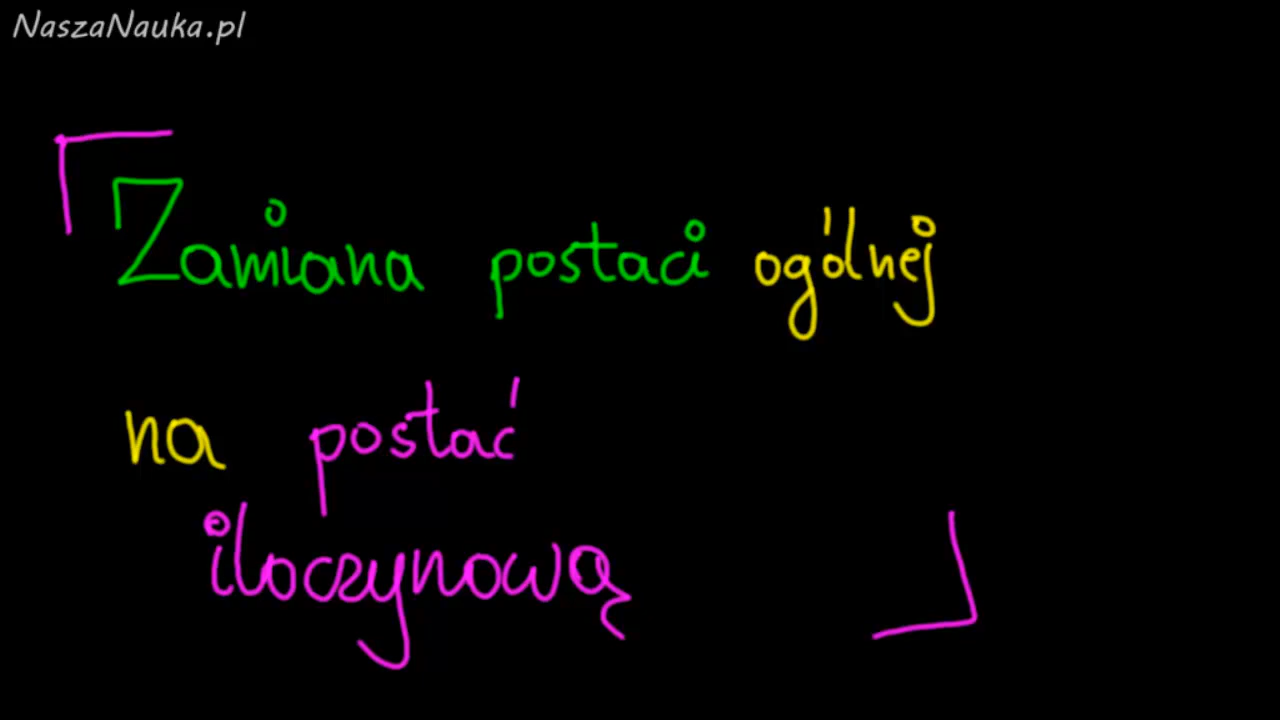 NaszaNauka.pl
Zamiana postaci ogólnej
na postać
iloczynową